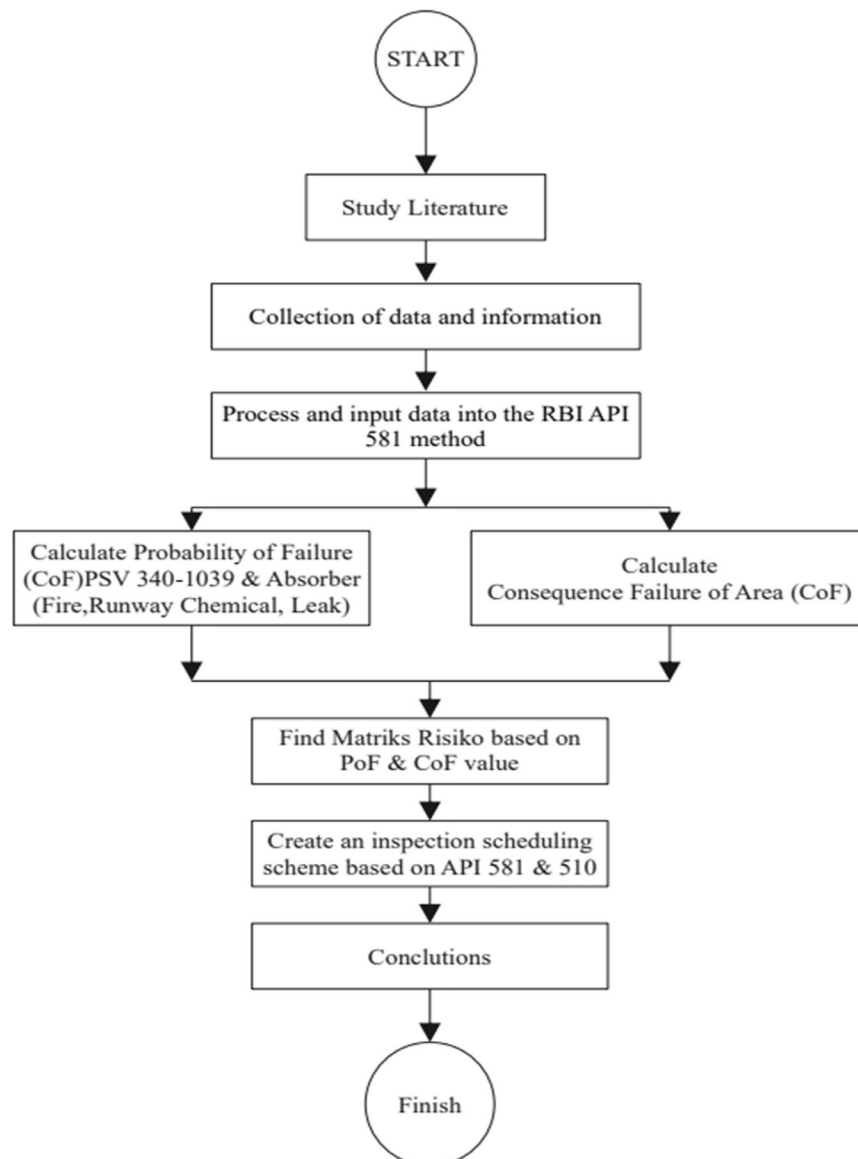 START
Study Literature
Collection of data and information
Process and input data into the RBI API
581 method
Calculate Probability of Failure
(CoF)PSV 340-1039 & Absorber
(Fire,Runway Chemical, Leak)
Calculate
Consequence Failure of Area (CoF)
Find Matriks Risiko based on
PoF & CoF value
Create an inspection scheduling
scheme based on API 581 & 510
Conclutions
Finish